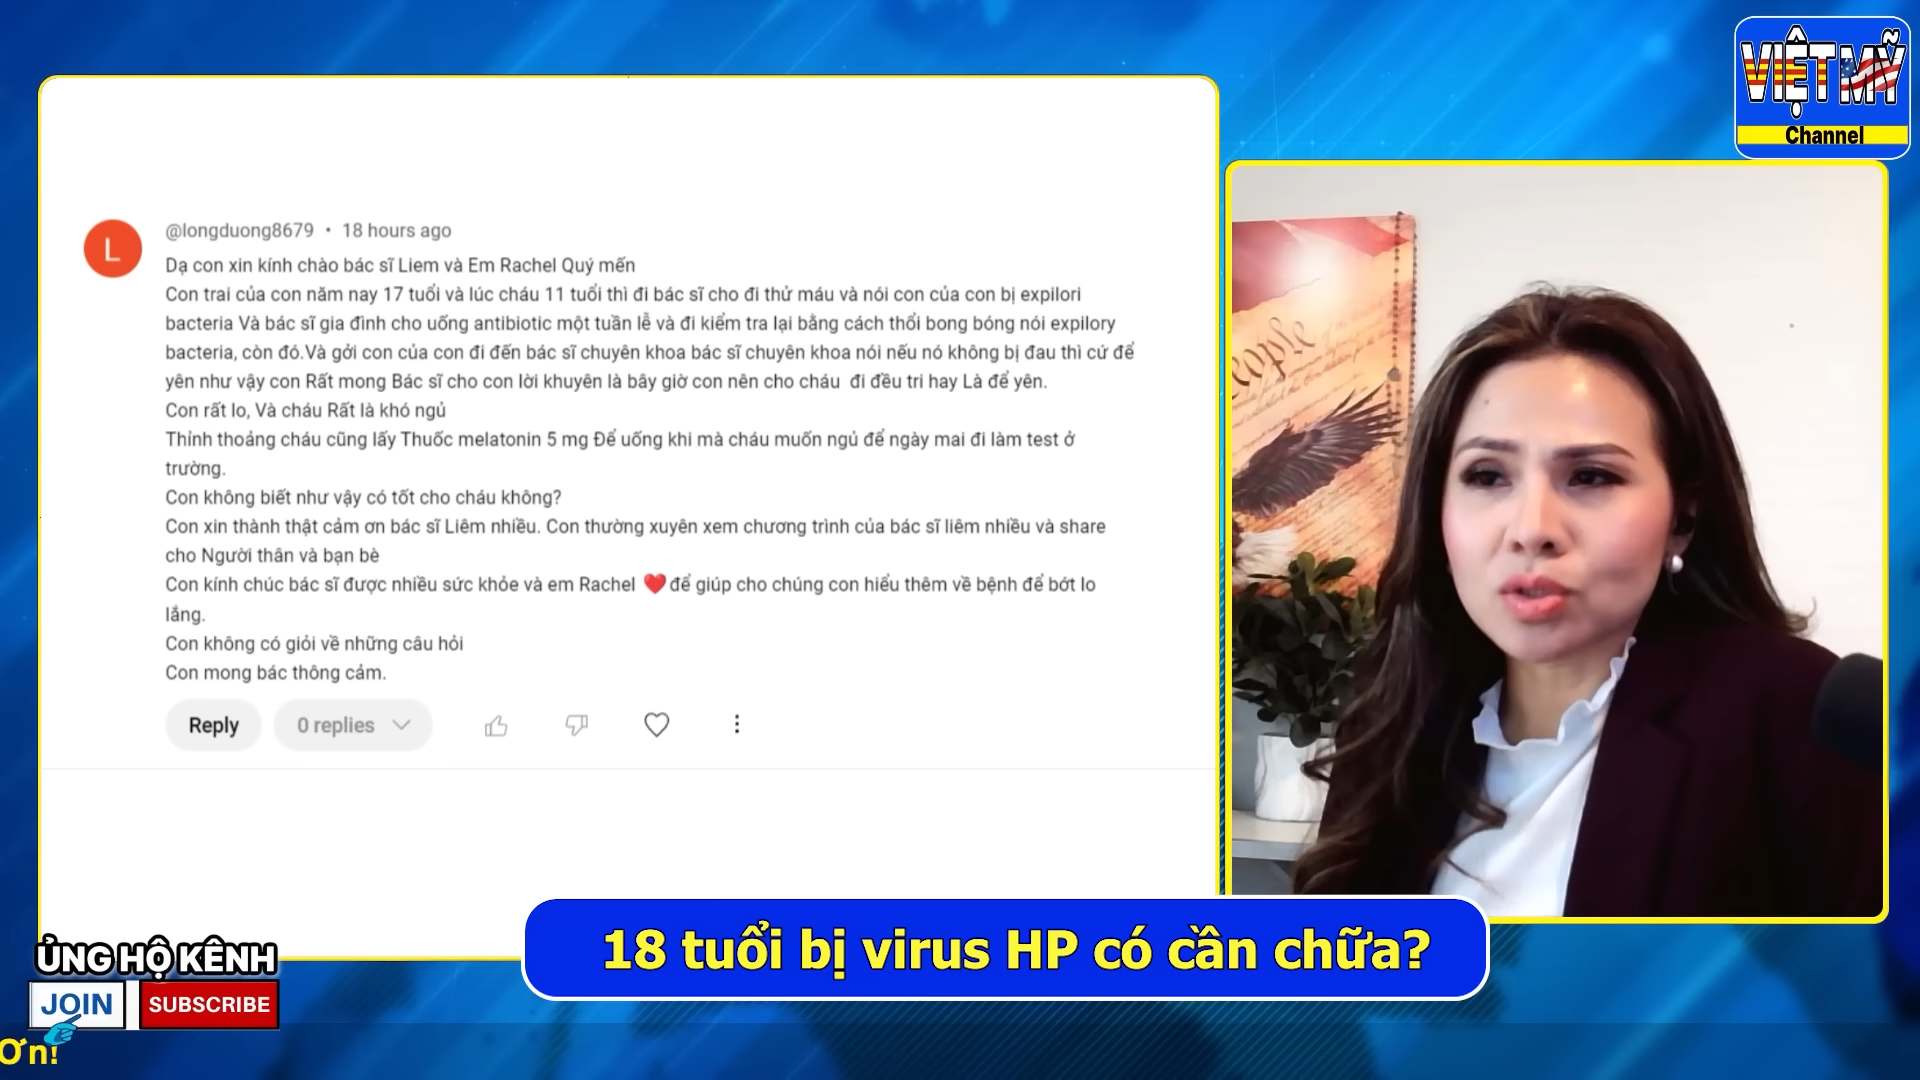 VIỆT MỸ
Channel
@longduong8679 • 18 hours ago
L
Dạ con xin kính chào bác sĩ Liem và Em Rachel Quý mến
Con trai của con năm nay 17 tuổi và lúc cháu 11 tuổi thì đi bác sĩ cho đi thử máu và nói con của con bị expilori
bacteria Và bác sĩ gia đình cho uống antibiotic một tuần lễ và đi kiểm tra lại bằng cách thổi bong bóng nói expilory
bacteria, còn đó.Và gởi con của con đi đến bác sĩ chuyên khoa bác sĩ chuyên khoa nói nếu nó không bị đau thì cứ để
yên như vậy con Rất mong Bác sĩ cho con lời khuyên là bây giờ con nên cho cháu đi đều tri hay Là để yên.
Con rất lo, Và cháu Rất là khó ngủ
Thỉnh thoảng cháu cũng lấy Thuốc melatonin 5 mg Để uống khi mà cháu muốn ngủ để ngày mai đi làm test ở
trường.
Con không biết như vậy có tốt cho cháu không?
Con xin thành thật cảm ơn bác sĩ Liêm nhiều. Con thường xuyên xem chương trình của bác sĩ liêm nhiều và share
cho Người thân và bạn bè
Con kính chúc bác sĩ được nhiều sức khỏe và em Rachel ❤️ để giúp cho chúng con hiểu thêm về bệnh để bớt lo
lắng.
Con không có giỏi về những câu hỏi
Con mong bác thông cảm.
Reply 0 replies
ople
18 tuổi bị virus HP có cần chữa?
ỦNG HỘ KÊNH
JOIN SUBSCRIBE
Ơn!